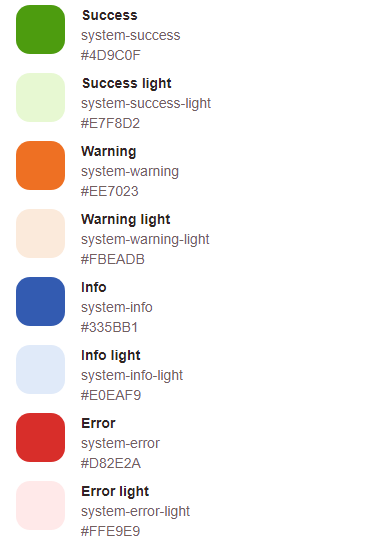 Success
system-success
#4D9C0F
Success light
system-success-light
#E7F8D2
Warning
system-warning
#EE7023
Warning light
system-warning-light
#FBEADB
Info
system-info
#335BB1
Info light
system-info-light
#E0EAF9
Error
system-error
#D82E2A
Error light
system-error-light
#FFE9E9